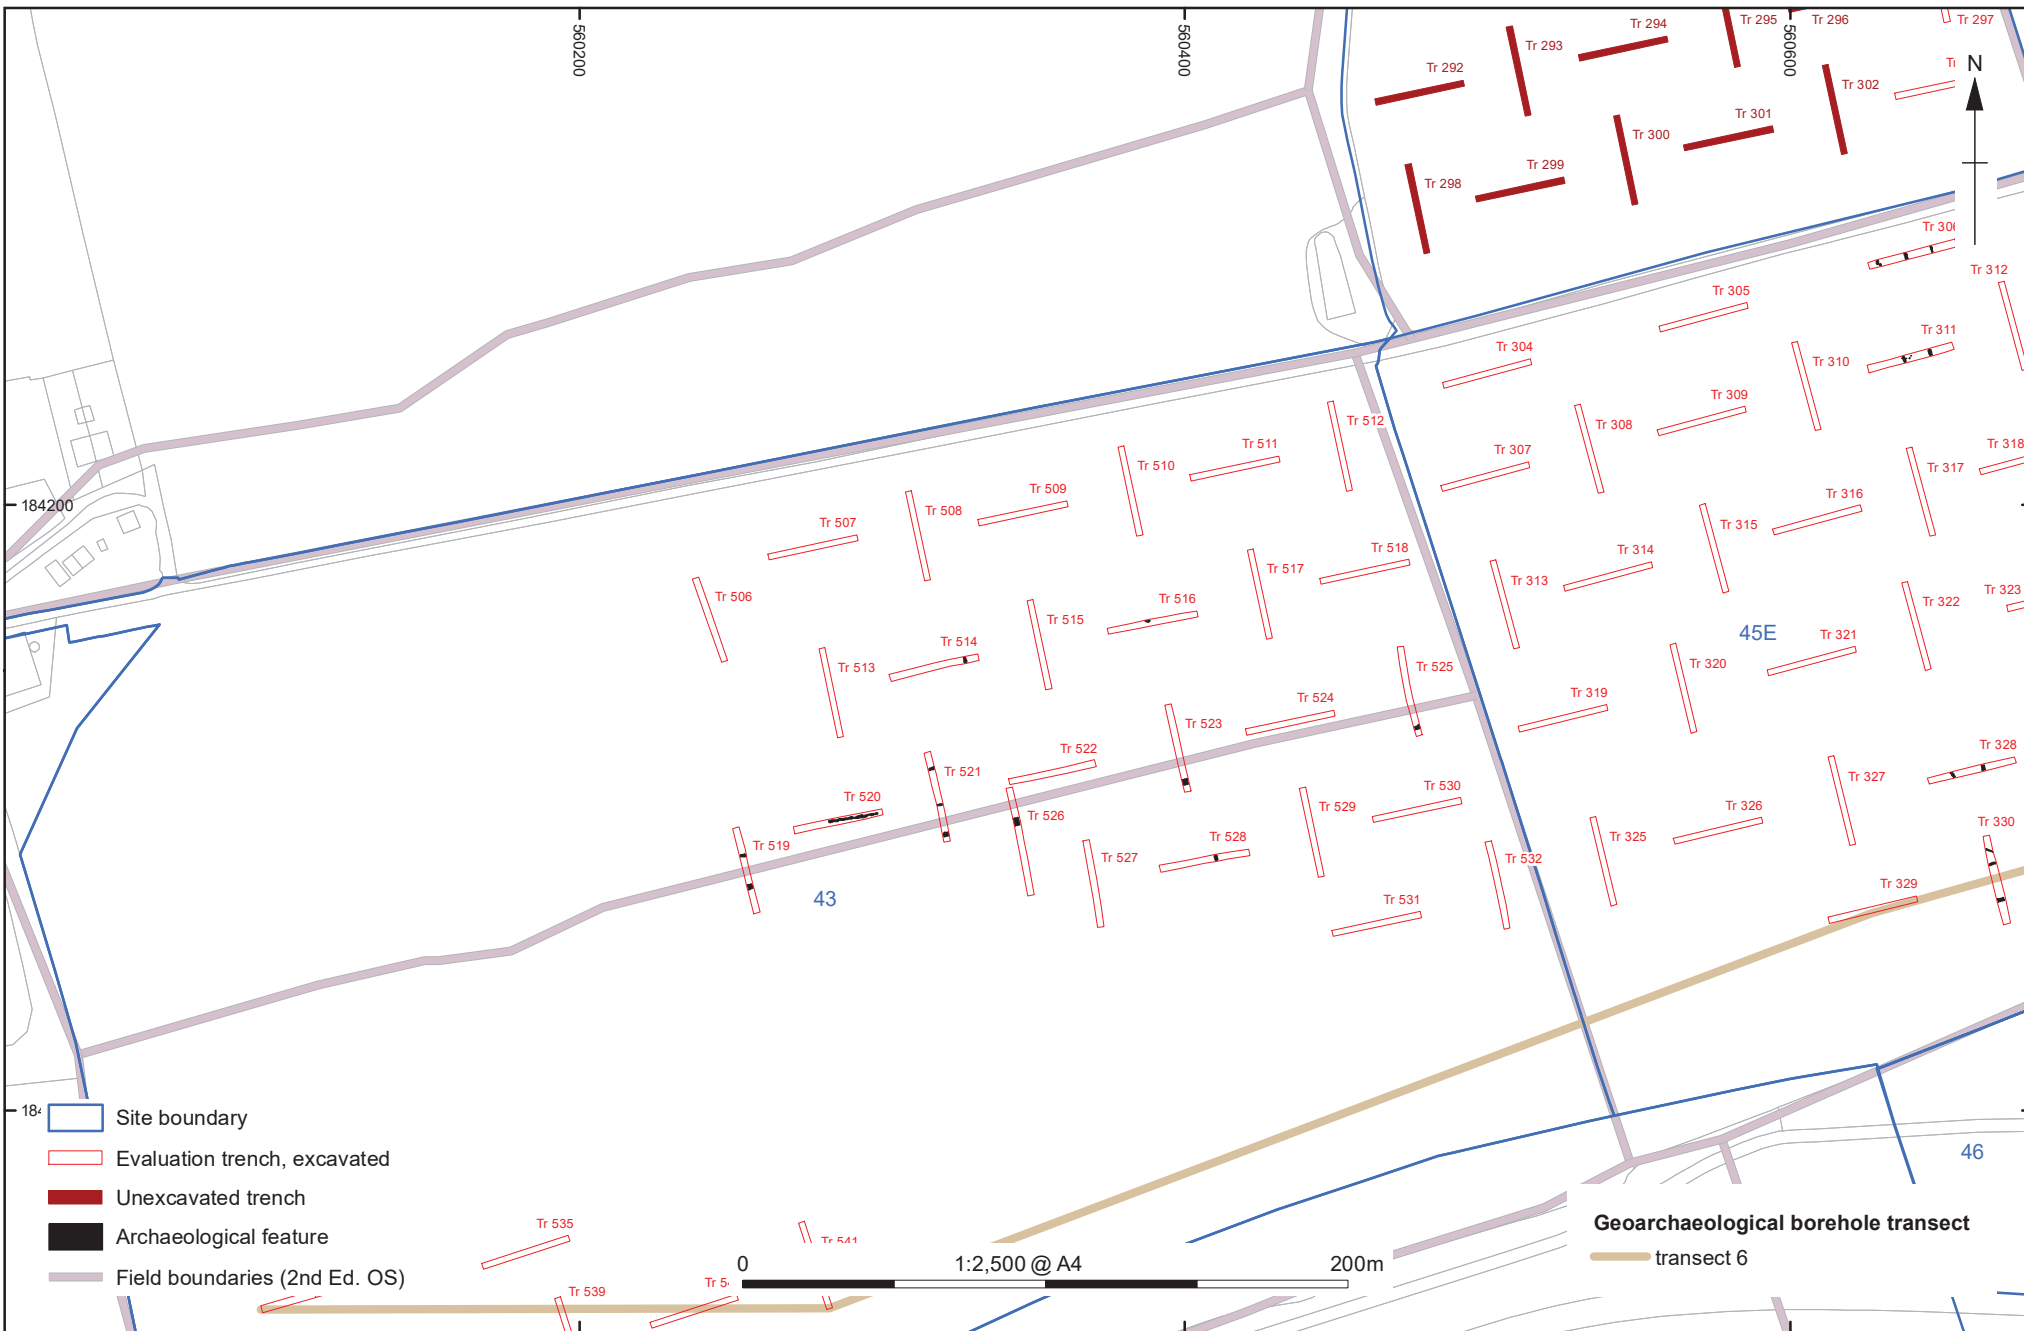 560200
560400
560600
Tr 292
Tr 293
Tr 294
Tr 295
Tr 296
Tr 297
Tr 298
Tr 299
Tr 300
Tr 301
Tr 302
N
Tr 304
Tr 305
Tr 306
Tr 307
Tr 308
Tr 309
Tr 310
Tr 311
Tr 312
Tr 313
Tr 314
Tr 315
Tr 316
Tr 317
Tr 318
Tr 319
Tr 320
Tr 321
Tr 322
Tr 323
45E
Tr 325
Tr 326
Tr 327
Tr 328
Tr 329
Tr 330
184200
Tr 506
Tr 507
Tr 508
Tr 509
Tr 510
Tr 511
Tr 512
Tr 513
Tr 514
Tr 515
Tr 516
Tr 517
Tr 518
Tr 519
Tr 520
Tr 521
Tr 522
Tr 523
Tr 524
Tr 525
Tr 526
Tr 527
Tr 528
Tr 529
Tr 530
Tr 531
Tr 532
43
46
Tr 535
Tr 539
Tr 541
Site boundary
Evaluation trench, excavated
Unexcavated trench
Archaeological feature
Field boundaries (2nd Ed. OS)
0 1:2,500 @ A4 200m
Geoarchaeological borehole transect
transect 6